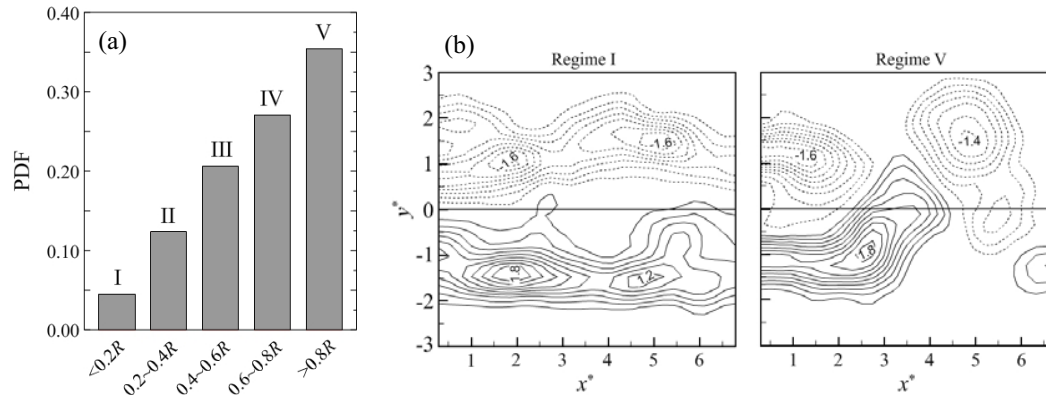 (a)
PDF
0.40
0.30
0.20
0.10
0.00
I
II
III
IV
V
<0.2R
0.2~0.4R
0.4~0.6R
0.6~0.8R
>0.8R
(b)
Regime I
y*
3
2
1
0
-1
-2
-3
-1.6
-1.6
1.8
1.2
1 2 3 4 5 6
x*
Regime V
-1.6
-1.4
1.8
1 2 3 4 5 6
x*